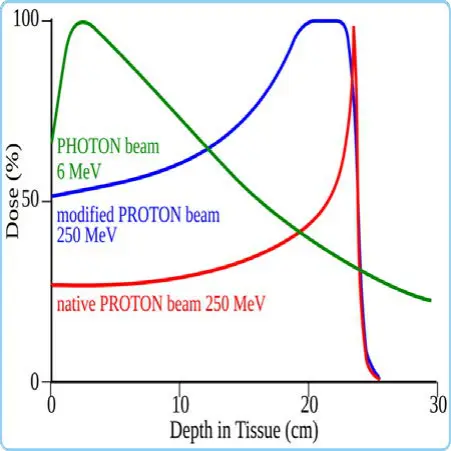 100
PHOTON beam
6 MeV
Dose (%)
50
modified PROTON beam
250 MeV
native PROTON beam 250 MeV
0
0 10 20 30
Depth in Tissue (cm)